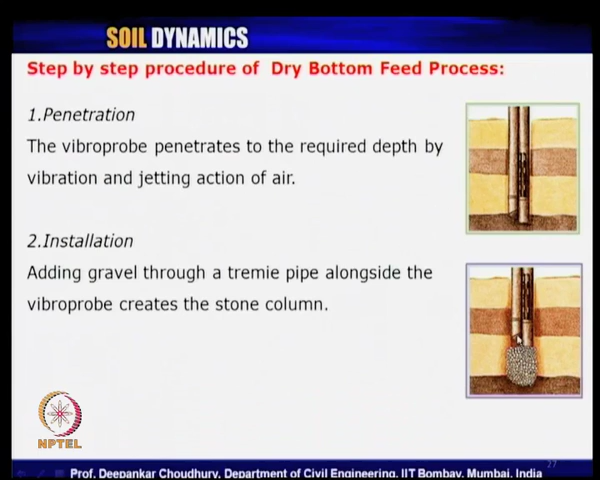 SOIL DYNAMICS
Step by step procedure of Dry Bottom Feed Process:
1.Penetration
The vibroprobe penetrates to the required depth by
vibration and jetting action of air.
2.Installation
Adding gravel through a tremie pipe alongside the
vibroprobe creates the stone column.
NPTEL
27
Prof. Deepankar Choudhury, Department of Civil Engineering, IIT Bombay, Mumbai, India